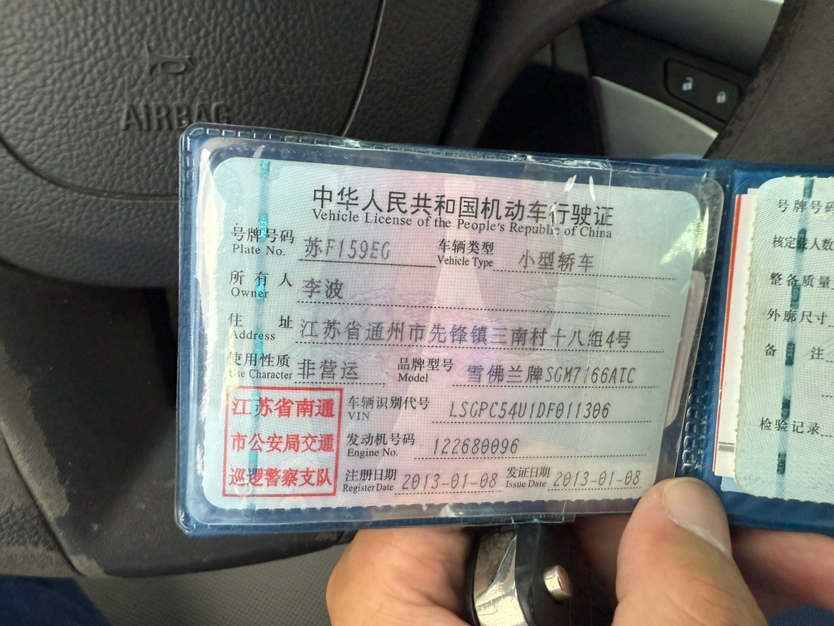 AIRBAG
中华人民共和国机动车行驶证
Vehicle License of the People's Republic of China
号牌号码 苏F159EG 车辆类型 小型轿车
Plate No. Vehicle Type
所有人 李波
Owner
住址 江苏省通州市先锋镇三南村十八组4号
Address
使用性质 非营运 品牌型号 雪佛兰牌SGM7166ATC
Use Character Model
江苏省南通
市公安局交通
巡逻警察支队
车辆识别代号 LSGPC54U1DF011306
VIN
发动机号码 122680096
Engine No.
注册日期 2013-01-08 发证日期 2013-01-08
Register Date Issue Date
号牌号码
核定载人数
整备质量
外廓尺寸
备注
检验记录